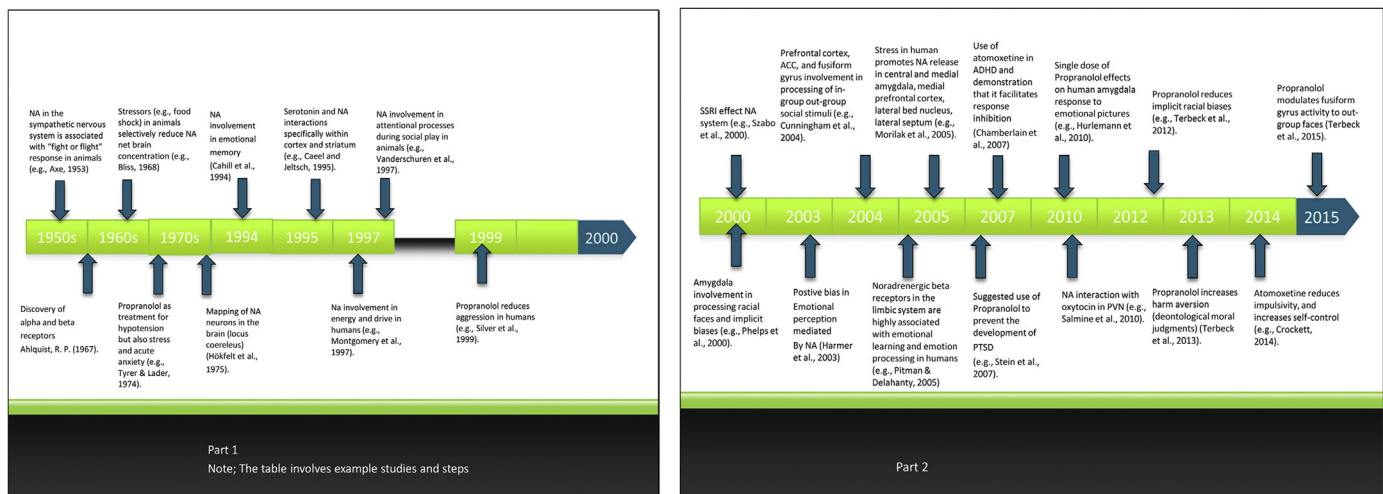 NA in the
sympathetic nervous
system is associated
with "fight or flight"
response in animals
(e.g., Axe, 1953)
Stressors (e.g., food
shock) in animals
selectively reduce NA
net brain
concentration (e.g.,
Bliss, 1968)
NA
involvement
in emotional
memory
(Cahill et al.,
1994)
Serotonin and NA
interactions
specifically within
cortex and striatum
(e.g., Caeel and
Jeltsch, 1995).
NA involvement in
attentional processes
during social play in
animals (e.g.,
Vanderschuren et al.,
1997).
1950s
1960s
1970s
1994
1995
1997
1999
2000
Discovery of
alpha and beta
receptors
Ahlquist, R. P. (1967).
Propranolol as
treatment for
hypotention
but also stress
and acute
anxiety (e.g.,
Tyrer & Lader,
1974).
Mapping of NA
neurons in the
brain (locus
coereleus)
(Hökfelt et al.,
1975).
Na involvement in
energy and drive in
humans (e.g.,
Montgomery et al.,
1997).
Propranolol reduces
aggression in humans
(e.g., Silver et al.,
1999).
Part 1
Note; The table involves example studies and steps
SSRI effect NA
system (e.g., Szabo
et al., 2000).
Prefrontal cortex,
ACC, and fusiform
gyrus involvement in
processing of in-
group out-group
social stimuli (e.g.,
Cunningham et al.,
2004).
Stress in human
promotes NA release
in central and medial
amygdala, medial
prefrontal cortex,
lateral bed nucleus,
lateral septum (e.g.,
Morilak et al., 2005).
Use of
atomoxetine in
ADHD and
demonstration
that it facilitates
response
inhibition
(Chamberlain et
al., 2007)
Single dose of
Propranolol effects
on human amygdala
response to
emotional pictures
(e.g., Hurlemann et
al., 2010).
Propranolol reduces
implicit racial biases
(e.g., Terbeck et al.,
2012).
Propranolol
modulates fusiform
gyrus activity to out-
group faces (Terbeck
et al., 2015).
2000
2003
2004
2005
2007
2010
2012
2013
2014
2015
Amygdala
involvement in
processing racial
faces and implicit
biases (e.g., Phelps et
al., 2000).
Postive bias in
Emotional
perception
mediated
By NA (Harmer et
al., 2003)
Noradrenergic beta
receptors in the
limbic system are
highly associated
with emotional
learning and emotion
processing in humans
(e.g., Pitman &
Delahanty, 2005)
Suggested use of
Propranolol to
prevent the
development of
PTSD
(e.g., Stein et al.,
2007).
NA interaction with
oxytocin in PVN (e.g.,
Salmine et al., 2010).
Propranolol increases
harm aversion
(deontological moral
judgments) (Terbeck
et al., 2013).
Atomoxetine reduces
impulsivity, and
increases self-control
(e.g., Crockett,
2014).
Part 2